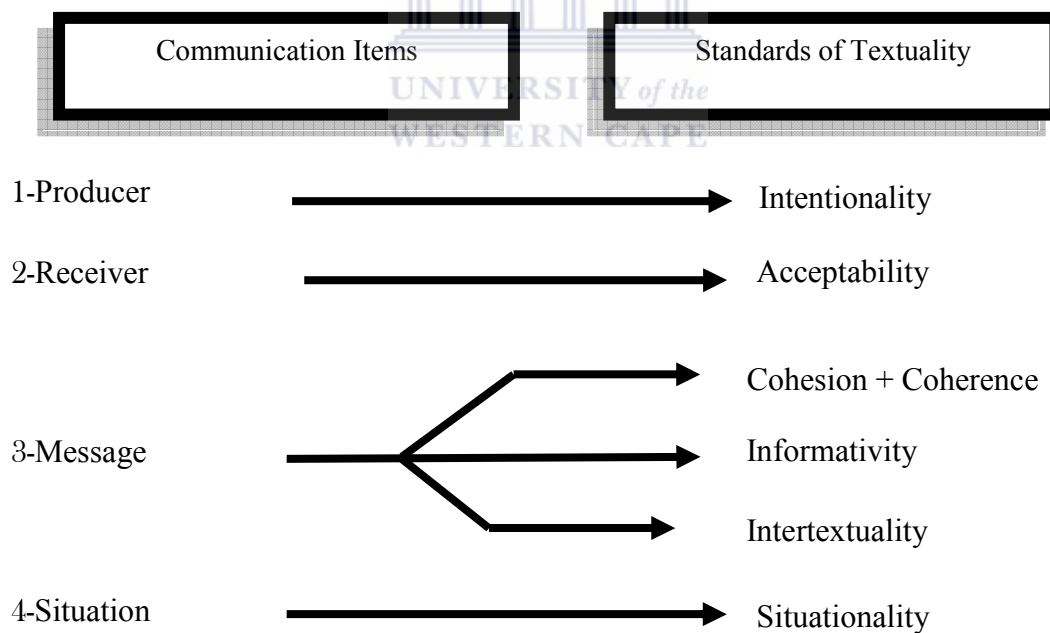 Communication Items
Standards of Textuality
UNIVERSITY of the
WESTERN CAPE
1-Producer
Intentionality
2-Receiver
Acceptability
Cohesion + Coherence
3-Message
Informativity
Intertextuality
4-Situation
Situationality